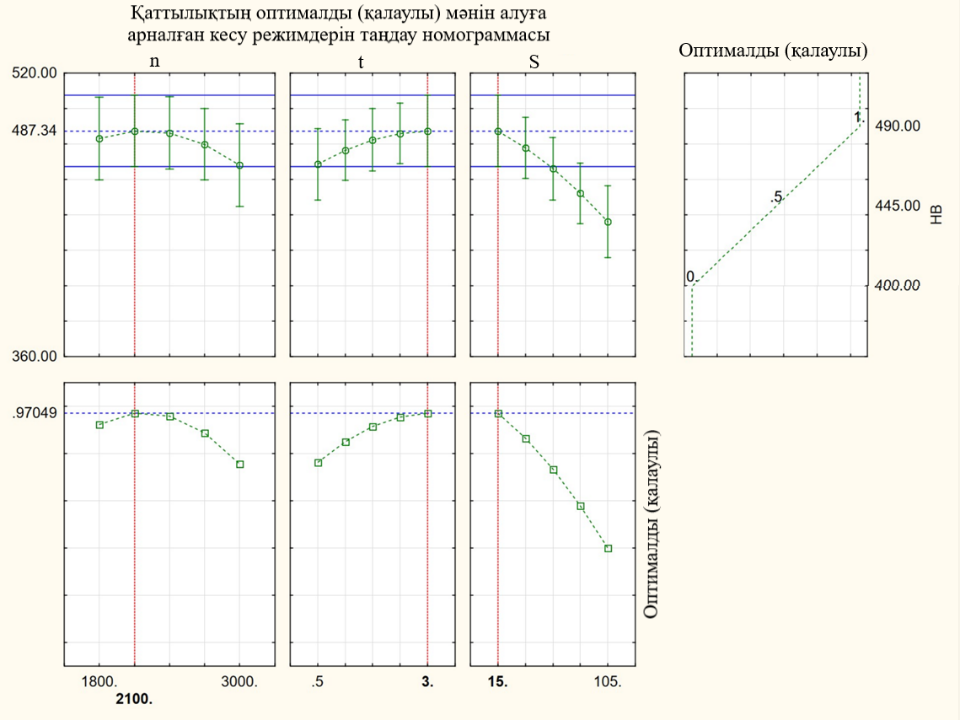 Қаттылықтың оптималды (қалаулы) мәнін алуға
арналған кесу режимдерін таңдау номограммасы
n
t
S
Оптималды (қалаулы)
520.00
487.34
360.00
1.
.5
0.
490.00
445.00
400.00
HB
.97049
Оптималды (қалаулы)
1800.
3000.
2100.
.5
3.
15.
105.